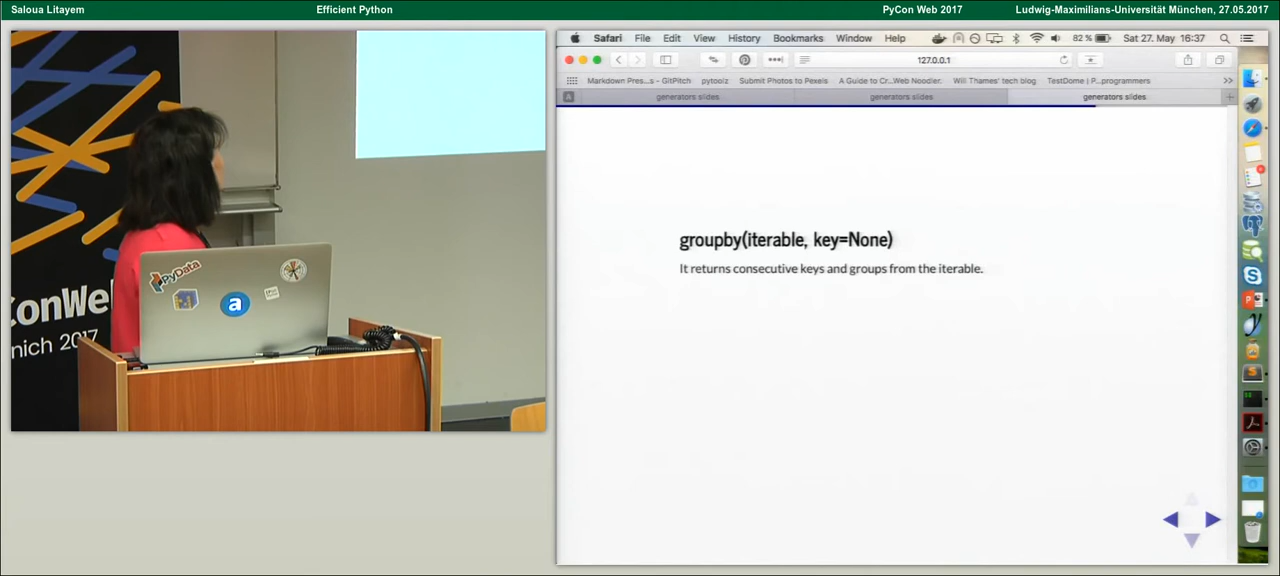 Saloua Litayem
Efficient Python
PyCon Web 2017
Ludwig-Maximilians-Universität München, 27.05.2017
Safari File Edit View History Bookmarks Window Help
82 % Sat 27. May 16:37
127.0.0.1
Markdown Pres...s - GitPitch pytoolz Submit Photos to Pexels A Guide to Cr...Web Noodler. Will Thames' tech blog TestDome | P...programmers
generators slides generators slides generators slides
groupby(iterable, key=None)
It returns consecutive keys and groups from the iterable.
PyData
a
ConWe
nich 2017